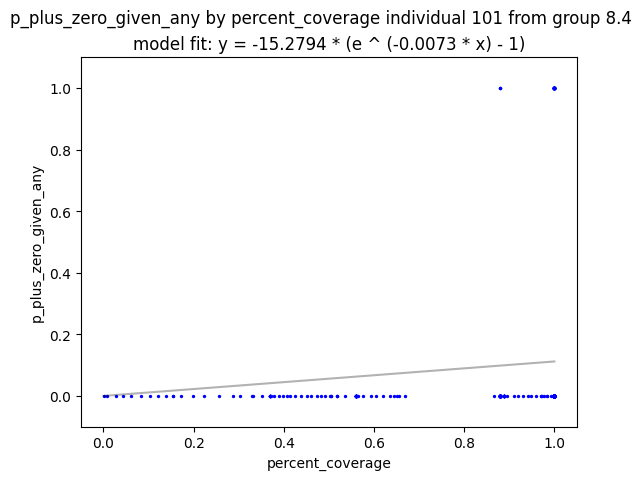 p_plus_zero_given_any by percent_coverage individual 101 from group 8.4
model fit: y = -15.2794 * (e ^ (-0.0073 * x) - 1)
1.0
0.8
0.6
0.4
0.2
0.0
p_plus_zero_given_any
0.0 0.2 0.4 0.6 0.8 1.0
percent_coverage